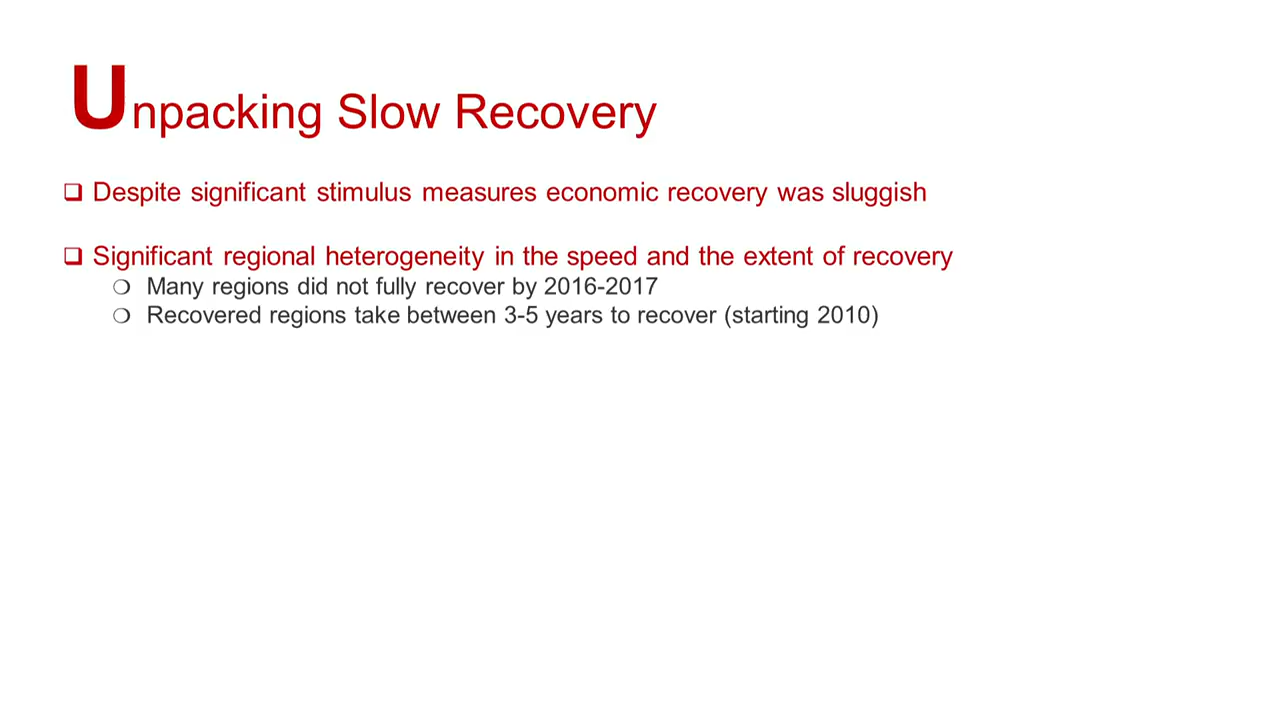 Unpacking Slow Recovery
❑ Despite significant stimulus measures economic recovery was sluggish
❑ Significant regional heterogeneity in the speed and the extent of recovery
❍ Many regions did not fully recover by 2016-2017
❍ Recovered regions take between 3-5 years to recover (starting 2010)